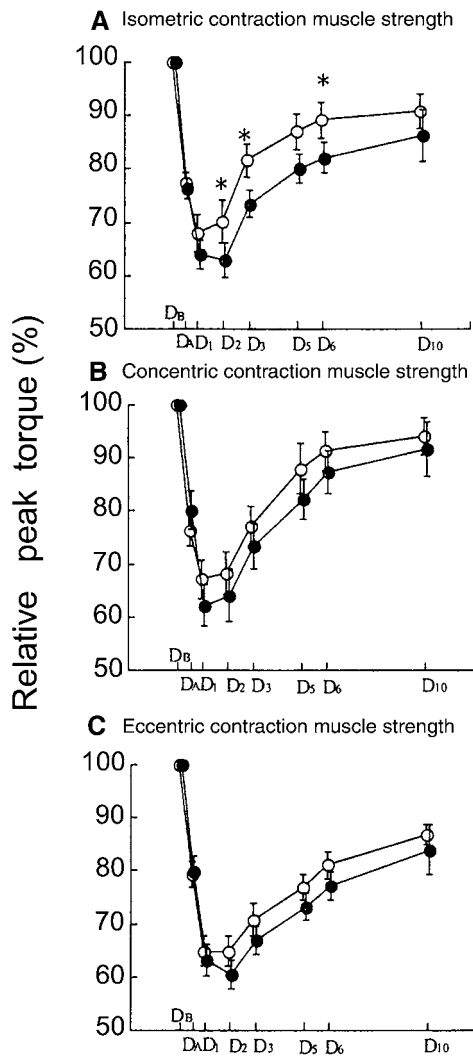 A Isometric contraction muscle strength
100
90
80
70
60
50
* * *
DB
DA D1 D2 D3 D5 D6 D10
B Concentric contraction muscle strength
100
90
80
70
60
50
DB
DA D1 D2 D3 D5 D6 D10
C Eccentric contraction muscle strength
100
90
80
70
60
50
DB
DA D1 D2 D3 D5 D6 D10
Relative peak torque (%)